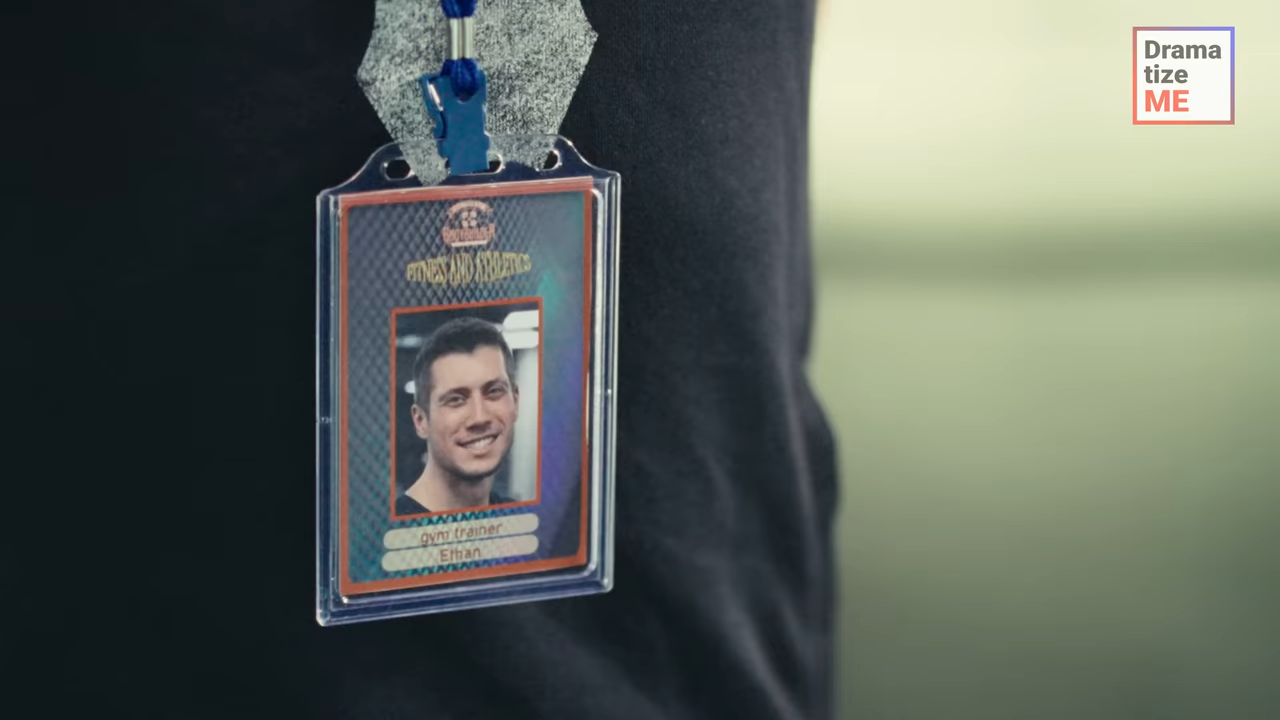 Drama
tize
ME
FITNESS AND ATHLETICS
gym trainer
Ethan